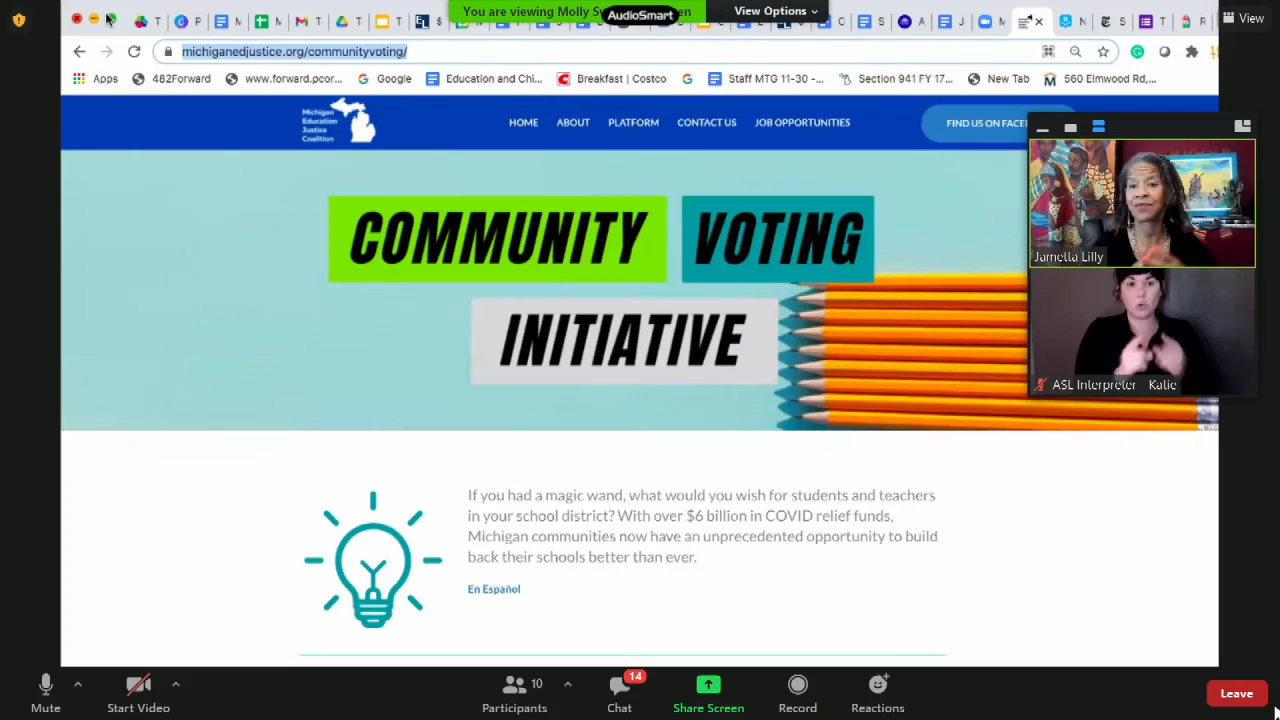 You are viewing Molly
AudioSmart
View Options
View
michiganedjustice.org/communityvoting/
Apps
482Forward
www.forward.pcor...
Google
Education and Chi...
Breakfast | Costco
Staff MTG 11-30 -...
Section 941 FY 17...
New Tab
560 Elmwood Rd,...
Michigan
Education
Justice
Coalition
HOME
ABOUT
PLATFORM
CONTACT US
JOB OPPORTUNITIES
FIND US ON FACE
COMMUNITY
VOTING
INITIATIVE
Jametta Lilly
ASL Interpreter Katie
If you had a magic wand, what would you wish for students and teachers
in your school district? With over $6 billion in COVID relief funds,
Michigan communities now have an unprecedented opportunity to build
back their schools better than ever.
En Español
Mute
Start Video
10
Participants
14
Chat
Share Screen
Record
Reactions
Leave